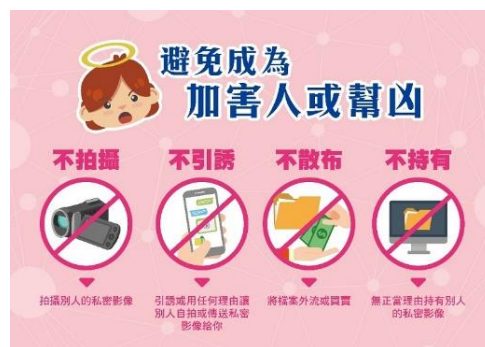 避免成為
加害人或幫凶
不拍攝
不引誘
不散布
不持有
拍攝別人的私密影像
引誘或用任何理由讓
別人自拍或傳送私密
影像給你
將檔案外流或買賣
無正當理由持有別人
的私密影像